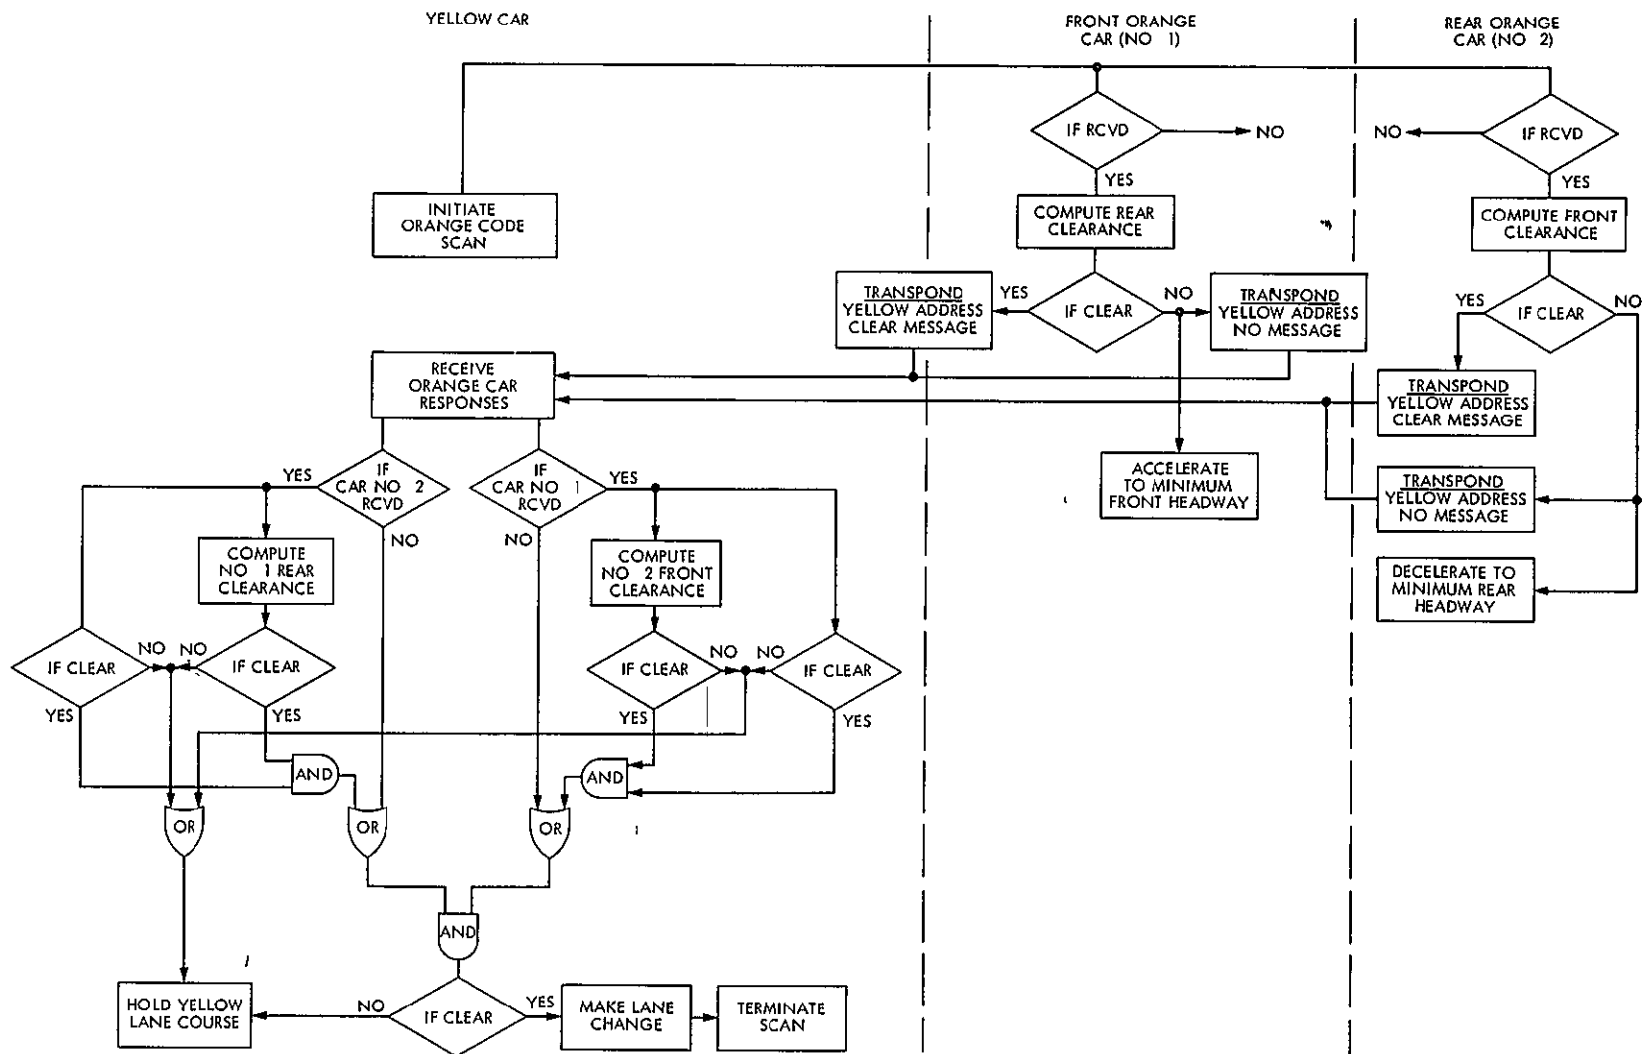 YELLOW CAR
FRONT ORANGE
CAR (NO 1)
REAR ORANGE
CAR (NO 2)
IF RCVD
NO
YES
NO
IF RCVD
YES
INITIATE
ORANGE CODE
SCAN
COMPUTE REAR
CLEARANCE
COMPUTE FRONT
CLEARANCE
TRANSPOND
YELLOW ADDRESS
CLEAR MESSAGE
YES
IF CLEAR
NO
TRANSPOND
YELLOW ADDRESS
NO MESSAGE
YES
IF CLEAR
NO
RECEIVE
ORANGE CAR
RESPONSES
TRANSPOND
YELLOW ADDRESS
CLEAR MESSAGE
YES
IF
CAR NO 2
RCVD
NO
IF
CAR NO 1
RCVD
YES
NO
ACCELERATE
TO MINIMUM
FRONT HEADWAY
TRANSPOND
YELLOW ADDRESS
NO MESSAGE
COMPUTE
NO 1 REAR
CLEARANCE
COMPUTE
NO 2 FRONT
CLEARANCE
DECELERATE TO
MINIMUM REAR
HEADWAY
IF CLEAR
NO
NO
IF CLEAR
IF CLEAR
NO
NO
IF CLEAR
YES
YES
YES
YES
AND
AND
OR
OR
OR
AND
HOLD YELLOW
LANE COURSE
NO
IF CLEAR
YES
MAKE LANE
CHANGE
TERMINATE
SCAN